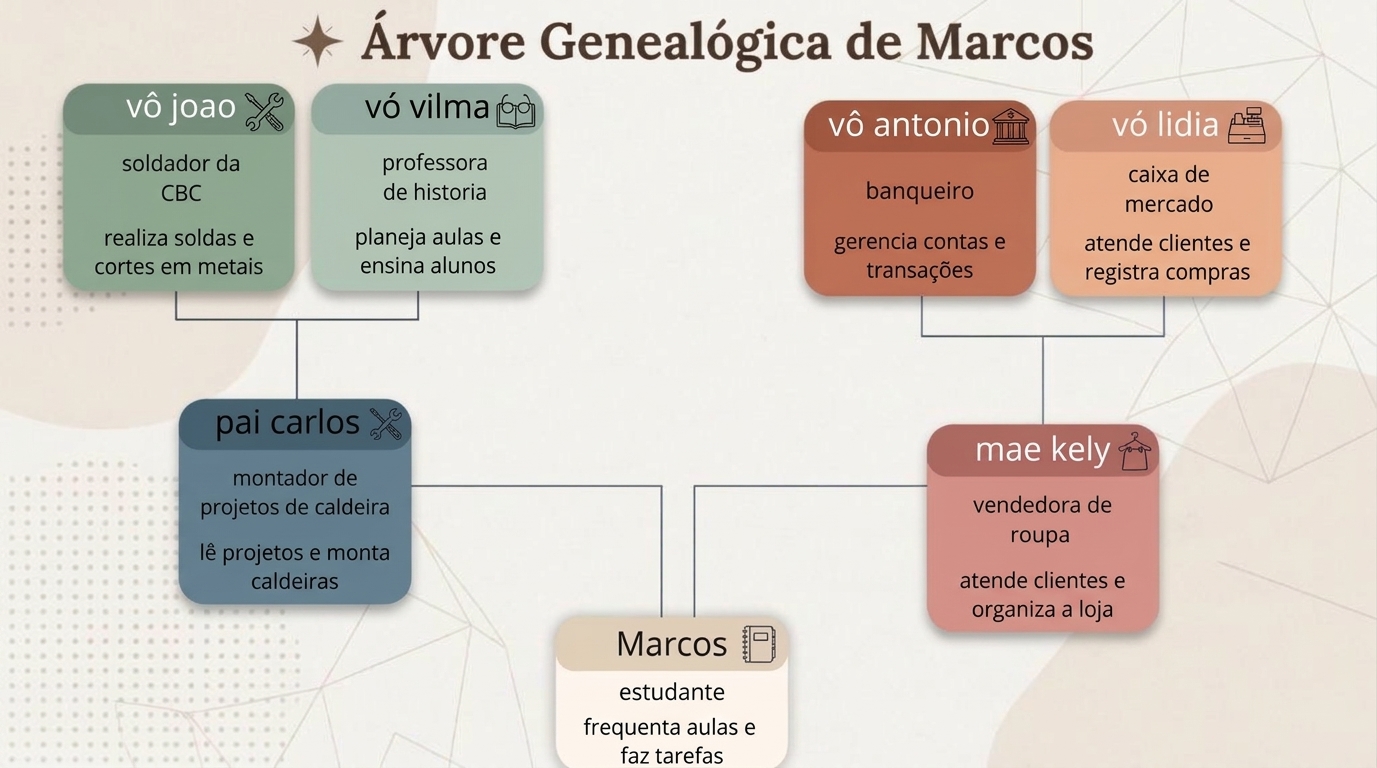 Árvore Genealógica de Marcos
vô joao
soldador da
CBC
realiza soldas e
cortes em metais
vó vilma
professora
de historia
planeja aulas e
ensina alunos
vô antonio
banqueiro
gerencia contas e
transações
vó lidia
caixa de
mercado
atende clientes e
registra compras
pai carlos
montador de
projetos de caldeira
lê projetos e monta
caldeiras
mae kely
vendedora de
roupa
atende clientes e
organiza a loja
Marcos
estudante
frequenta aulas e
faz tarefas